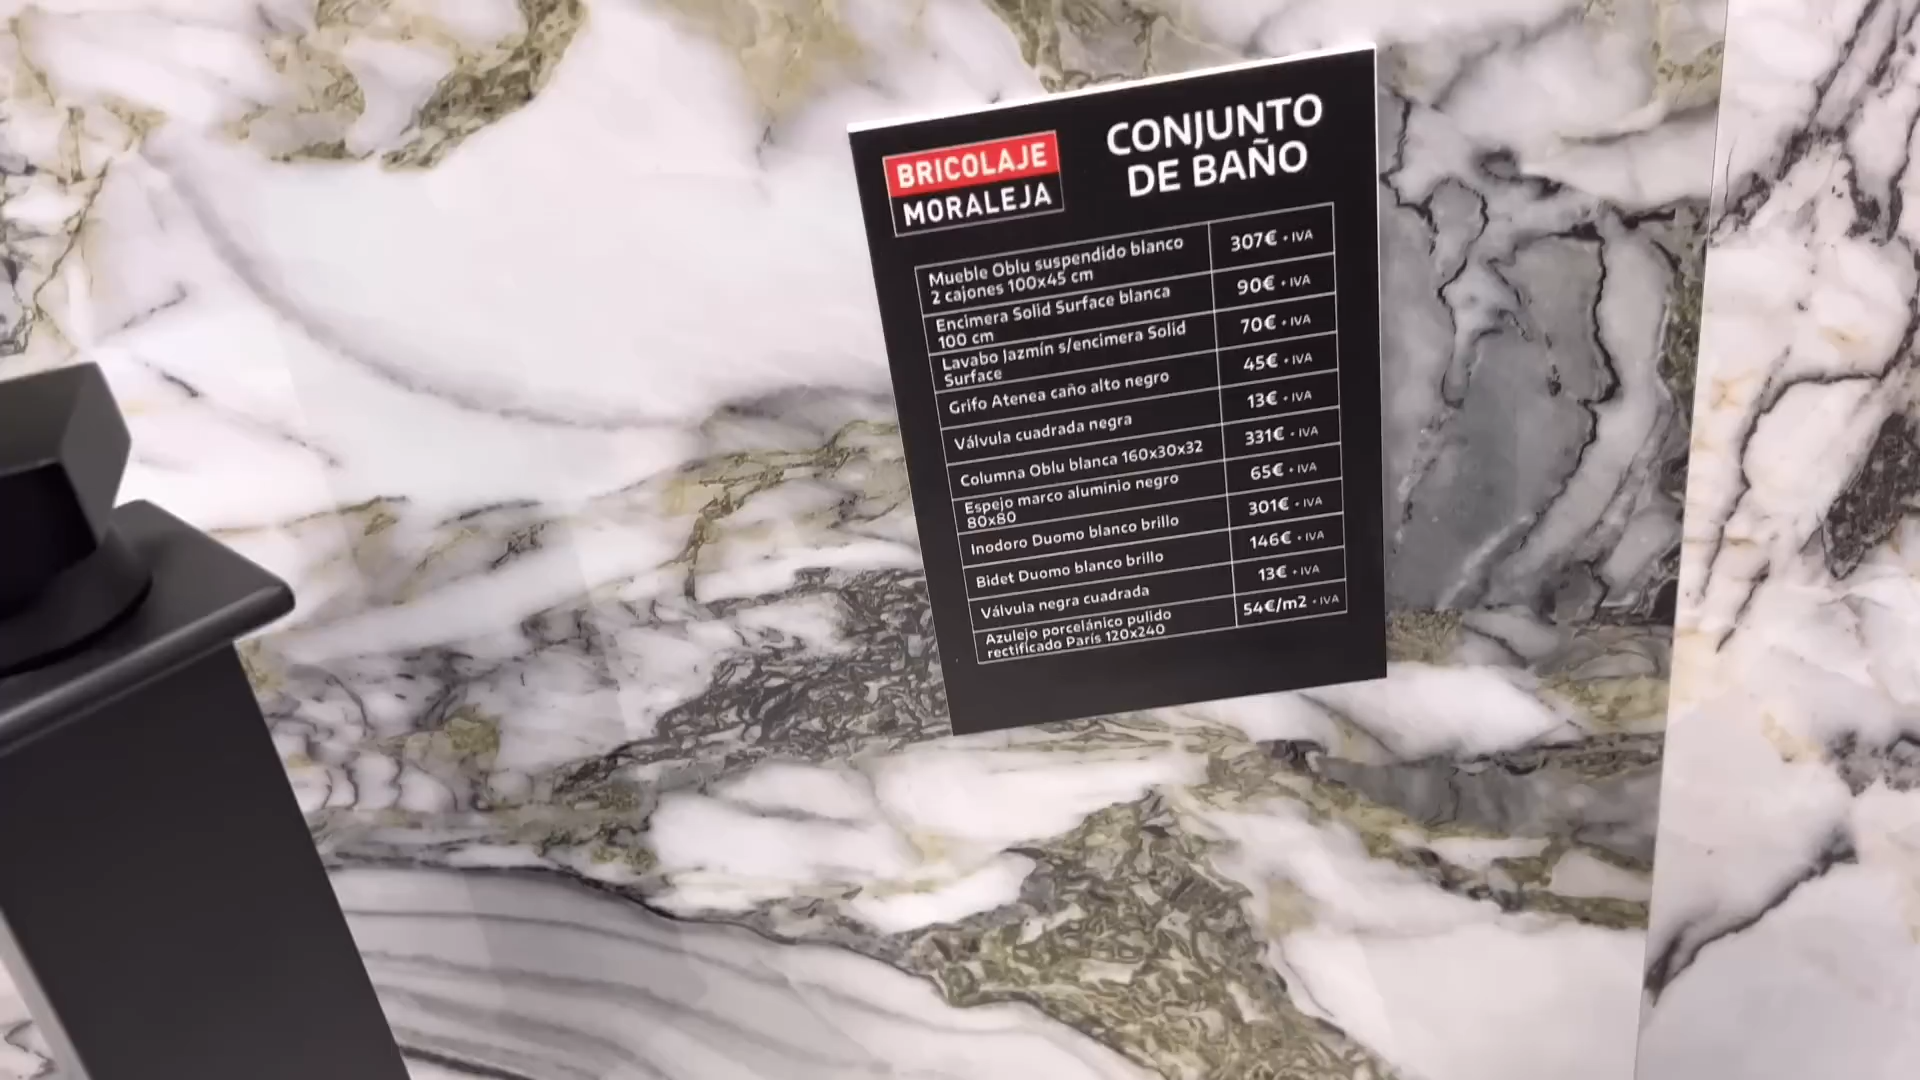 BRICOLAJE
MORALEJA
CONJUNTO
DE BAÑO
Mueble Oblu suspendido blanco
2 cajones 100x45 cm
307€ + IVA
Encimera Solid Surface blanca
100 cm
90€ + IVA
Lavabo Jazmín s/encimera Solid
Surface
70€ + IVA
Grifo Atenea caño alto negro
45€ + IVA
Válvula cuadrada negra
13€ + IVA
Columna Oblu blanca 160x30x32
331€ + IVA
Espejo marco aluminio negro
80x80
65€ + IVA
Inodoro Duomo blanco brillo
301€ + IVA
Bidet Duomo blanco brillo
146€ + IVA
Válvula negra cuadrada
13€ + IVA
Azulejo porcelánico pulido
rectificado París 120x240
54€/m2 + IVA